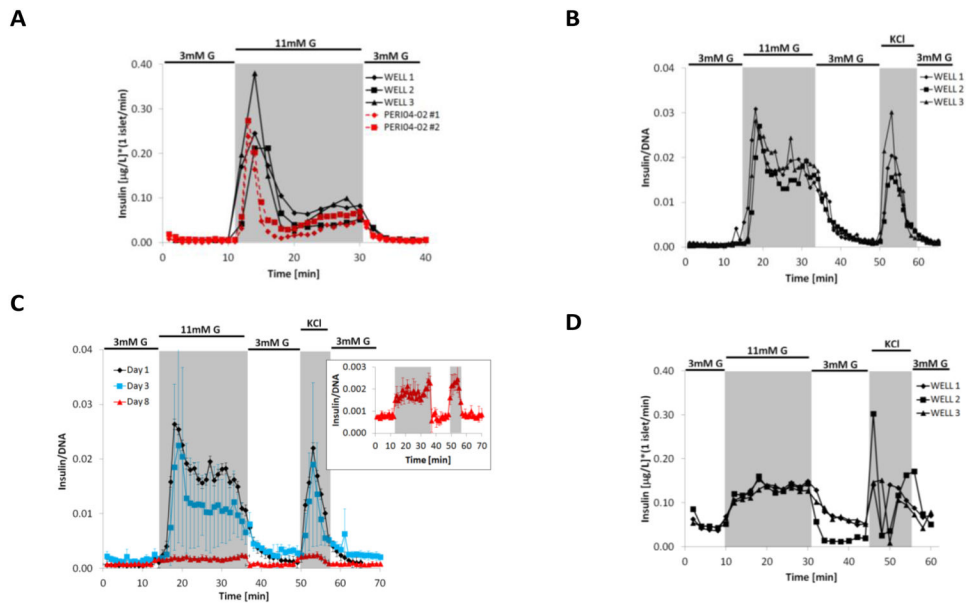 A
11mM G
3mM G
3mM G
WELL 1
WELL 2
WELL 3
PERI04-02 #1
PERI04-02 #2
Insulin [µg/L]*(1 islet/min)
0.40
0.30
0.20
0.10
0.00
0
10
20
30
40
Time [min]
B
KCl
11mM G
3mM G
3mM G
3mM G
WELL 1
WELL 2
WELL 3
Insulin/DNA
0.04
0.03
0.02
0.01
0.00
0
10
20
30
40
50
60
Time [min]
C
KCl
11mM G
3mM G
3mM G
3mM G
Day 1
Day 3
Day 8
Insulin/DNA
0.04
0.03
0.02
0.01
0.00
0
10
20
30
40
50
60
70
Time [min]
Insulin/DNA
0.003
0.002
0.001
0.000
0 10 20 30 40 50 60 70
Time [min]
D
KCl
11mM G
3mM G
3mM G
3mM G
WELL 1
WELL 2
WELL 3
Insulin [µg/L]*(1 islet/min)
0.40
0.30
0.20
0.10
0.00
0
10
20
30
40
50
60
Time [min]